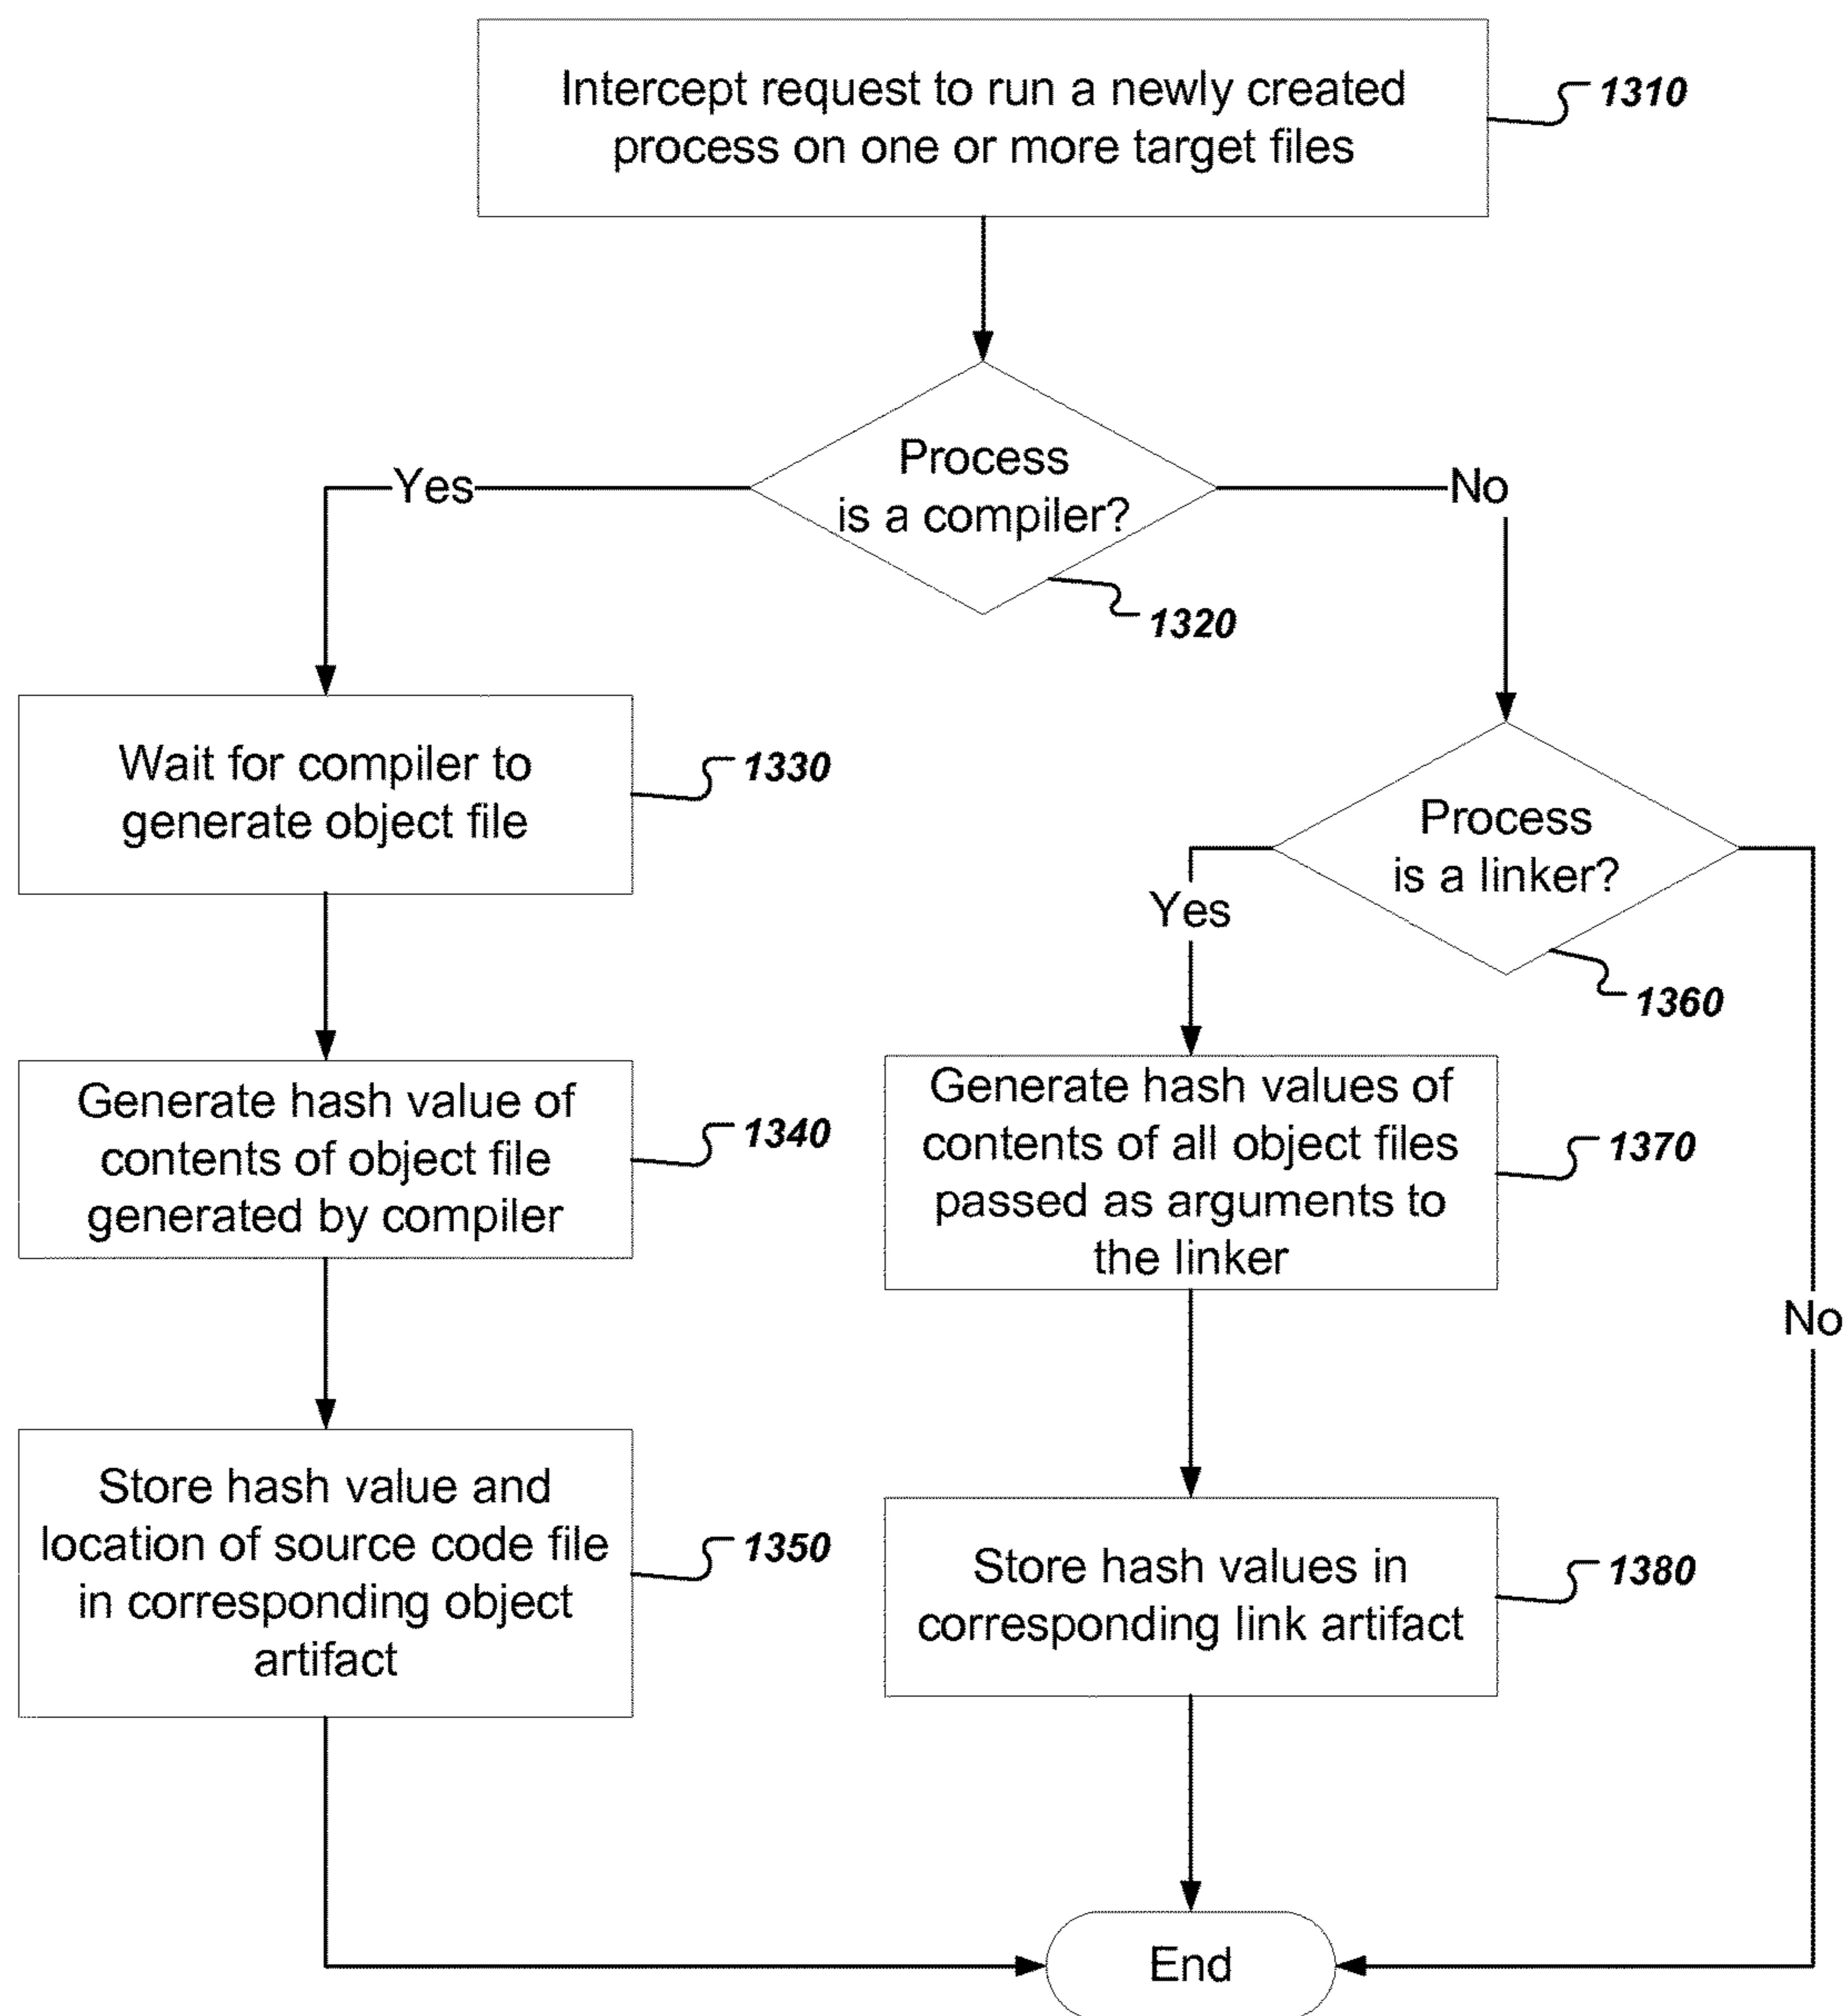 Intercept request to run a newly created
process on one or more target files
1310
Process
is a compiler?
1320
Yes
No
Wait for compiler to
generate object file
1330
Process
is a linker?
1360
Yes
No
Generate hash value of
contents of object file
generated by compiler
1340
Generate hash values of
contents of all object files
passed as arguments to
the linker
1370
Store hash value and
location of source code file
in corresponding object
artifact
1350
Store hash values in
corresponding link artifact
1380
End